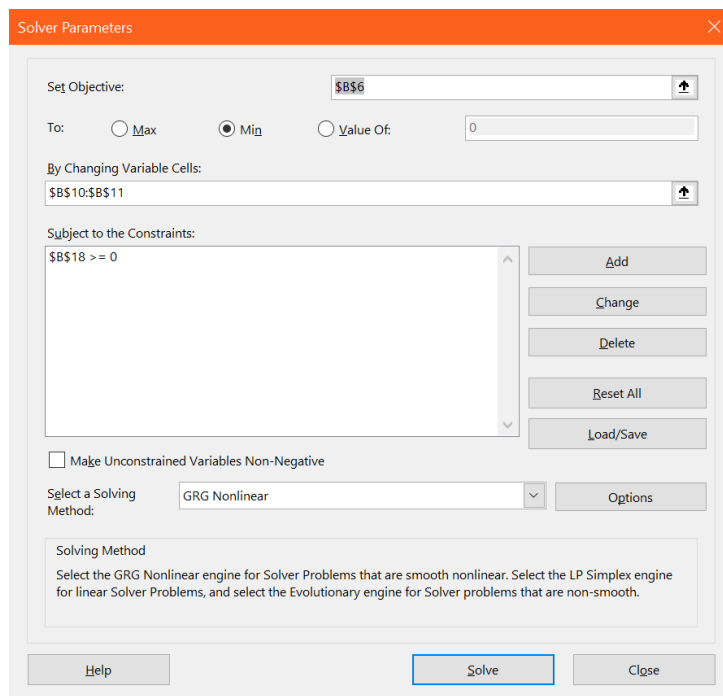 Solver Parameters
Set Objective:
$B$6
To:
Max
Min
Value Of:
0
By Changing Variable Cells:
$B$10:$B$11
Subject to the Constraints:
$B$18 >= 0
Add
Change
Delete
Reset All
Load/Save
Make Unconstrained Variables Non-Negative
Select a Solving
Method:
GRG Nonlinear
Options
Solving Method
Select the GRG Nonlinear engine for Solver Problems that are smooth nonlinear. Select the LP Simplex engine
for linear Solver Problems, and select the Evolutionary engine for Solver problems that are non-smooth.
Help
Solve
Close